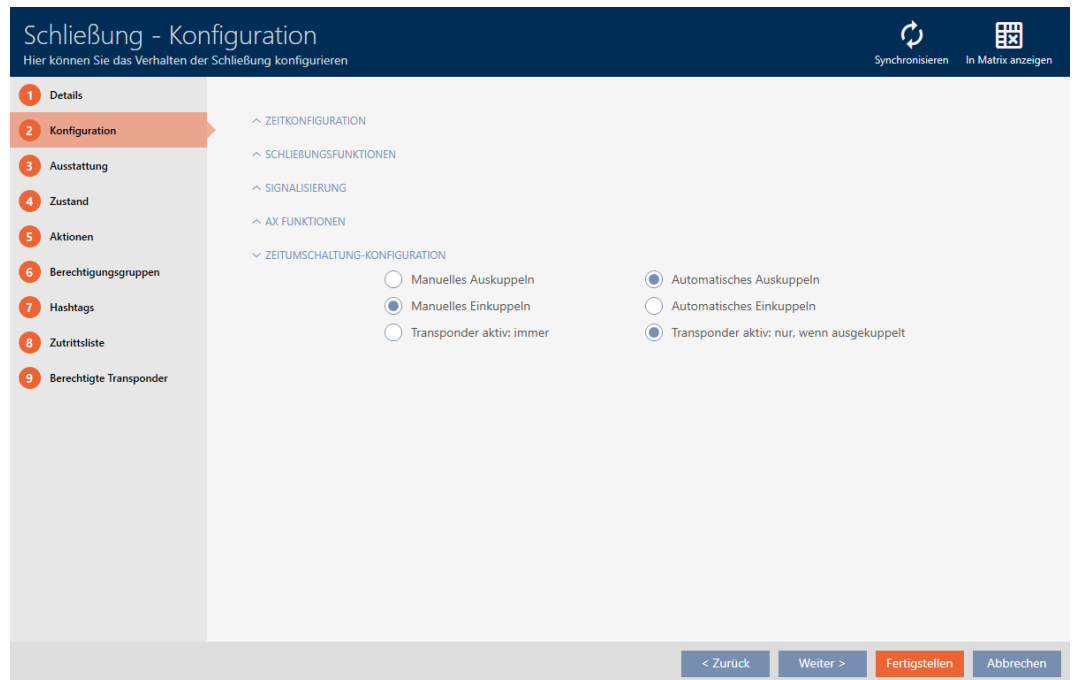 Schließung - Konfiguration
Hier können Sie das Verhalten der Schließung konfigurieren
Synchronisieren
In Matrix anzeigen
1 Details
2 Konfiguration
3 Ausstattung
4 Zustand
5 Aktionen
6 Berechtigungsgruppen
7 Hashtags
8 Zutrittsliste
9 Berechtigte Transponder
ZEITKONFIGURATION
SCHLIEßUNGSFUNKTIONEN
SIGNALISIERUNG
AX FUNKTIONEN
ZEITUMSCHALTUNG-KONFIGURATION
Manuelles Auskuppeln Automatisches Auskuppeln
Manuelles Einkuppeln Automatisches Einkuppeln
Transponder aktiv: immer Transponder aktiv: nur, wenn ausgekuppelt
< Zurück Weiter > Fertigstellen Abbrechen